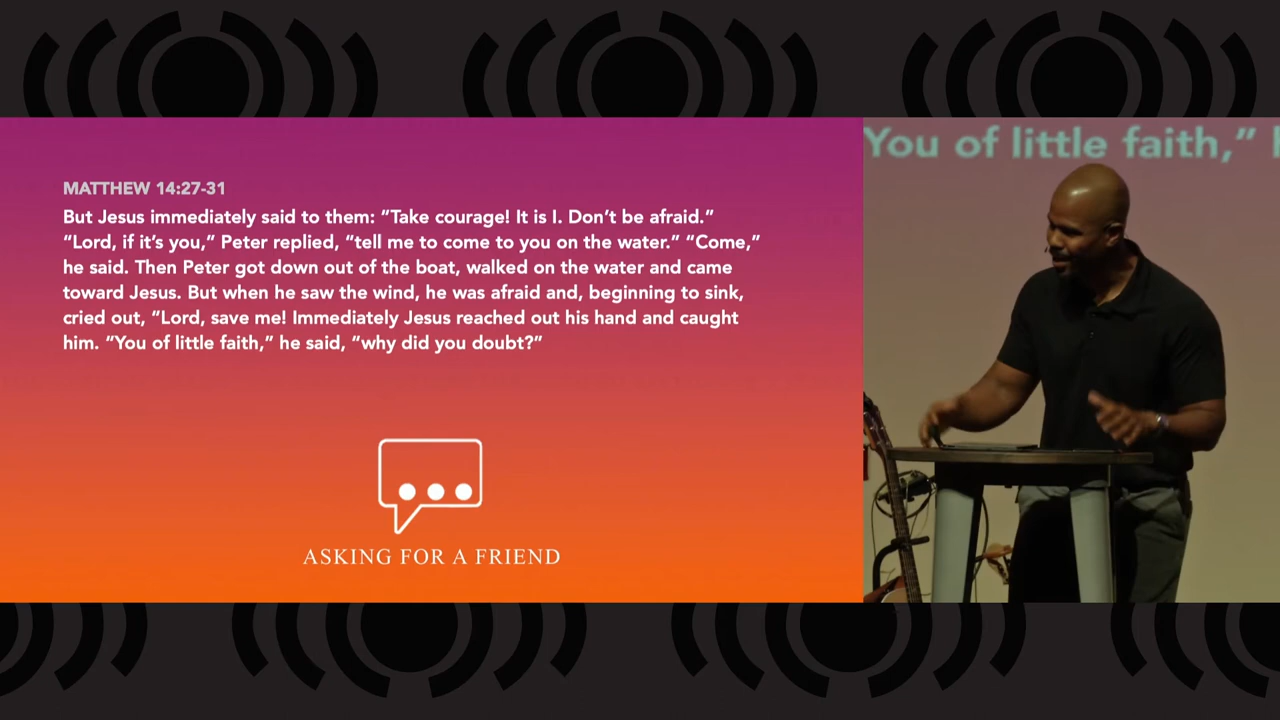 MATTHEW 14:27-31
But Jesus immediately said to them: “Take courage! It is I. Don’t be afraid.”
“Lord, if it’s you,” Peter replied, “tell me to come to you on the water.” “Come,”
he said. Then Peter got down out of the boat, walked on the water and came
toward Jesus. But when he saw the wind, he was afraid and, beginning to sink,
cried out, “Lord, save me! Immediately Jesus reached out his hand and caught
him. “You of little faith,” he said, “why did you doubt?”
ASKING FOR A FRIEND
You of little faith,”